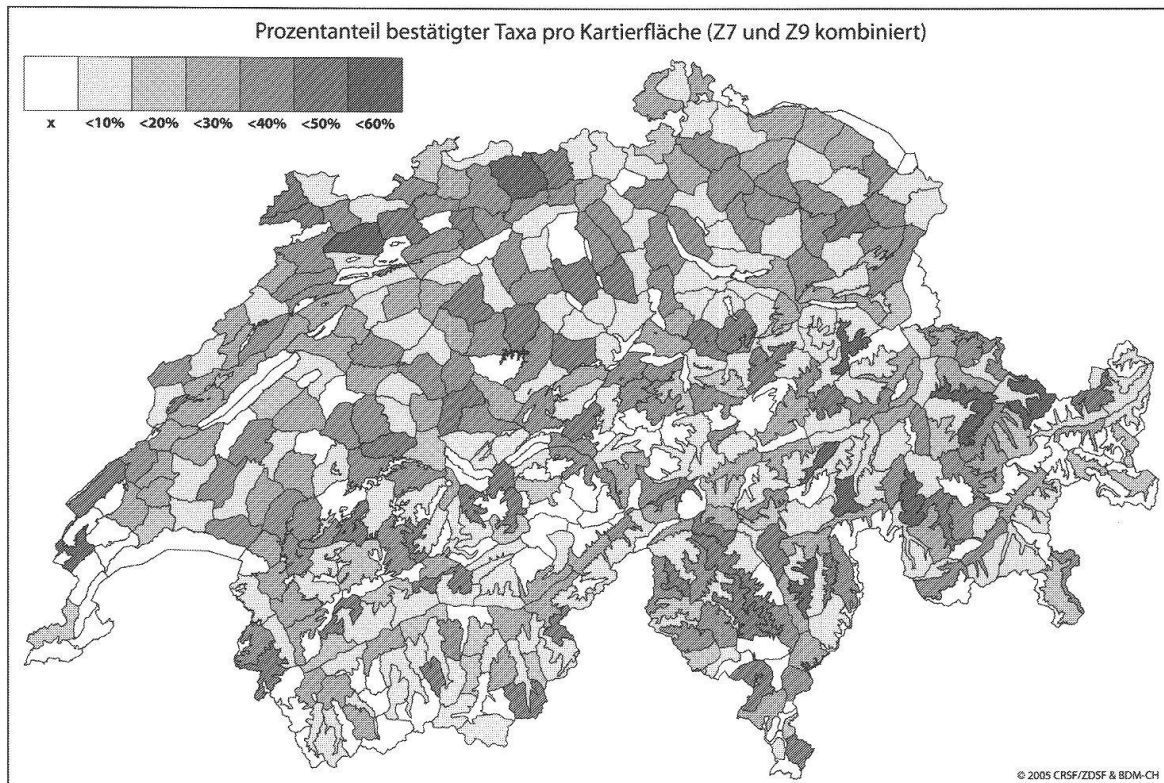 Prozentanteil bestätigter Taxa pro Kartierfläche (Z7 und Z9 kombiniert)
x <10% <20% <30% <40% <50% <60%
© 2005 CRSF/ZDSF & BDM-CH